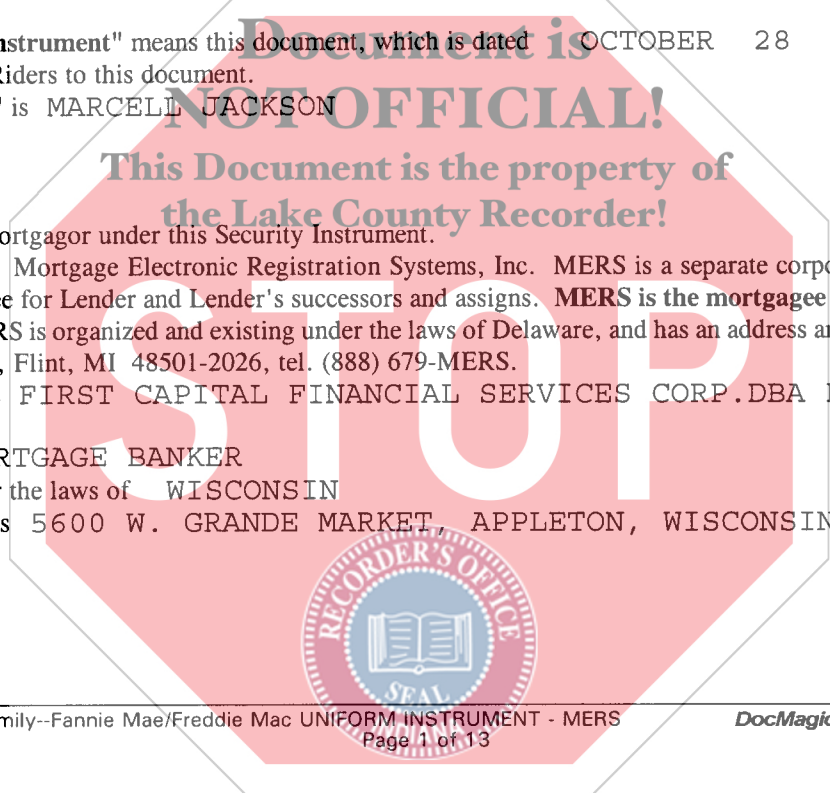 nstrument" means this document, which is dated OCTOBER 28
Document is
Riders to this document.
" is MARCELL JACKSON
NOT OFFICIAL!
This Document is the property of
the Lake County Recorder!
ortgagor under this Security Instrument.
Mortgage Electronic Registration Systems, Inc. MERS is a separate corpo
ee for Lender and Lender's successors and assigns. MERS is the mortgagee
RS is organized and existing under the laws of Delaware, and has an address an
, Flint, MI 48501-2026, tel. (888) 679-MERS.
FIRST CAPITAL FINANCIAL SERVICES CORP.DBA
STOP
RTGAGE BANKER
r the laws of WISCONSIN
s 5600 W. GRANDE MARKET, APPLETON, WISCONSIN
RECORDER'S OFFICE
SEAL
INDIANA
mily--Fannie Mae/Freddie Mac UNIFORM INSTRUMENT - MERS DocMagic
Page 1 of 13